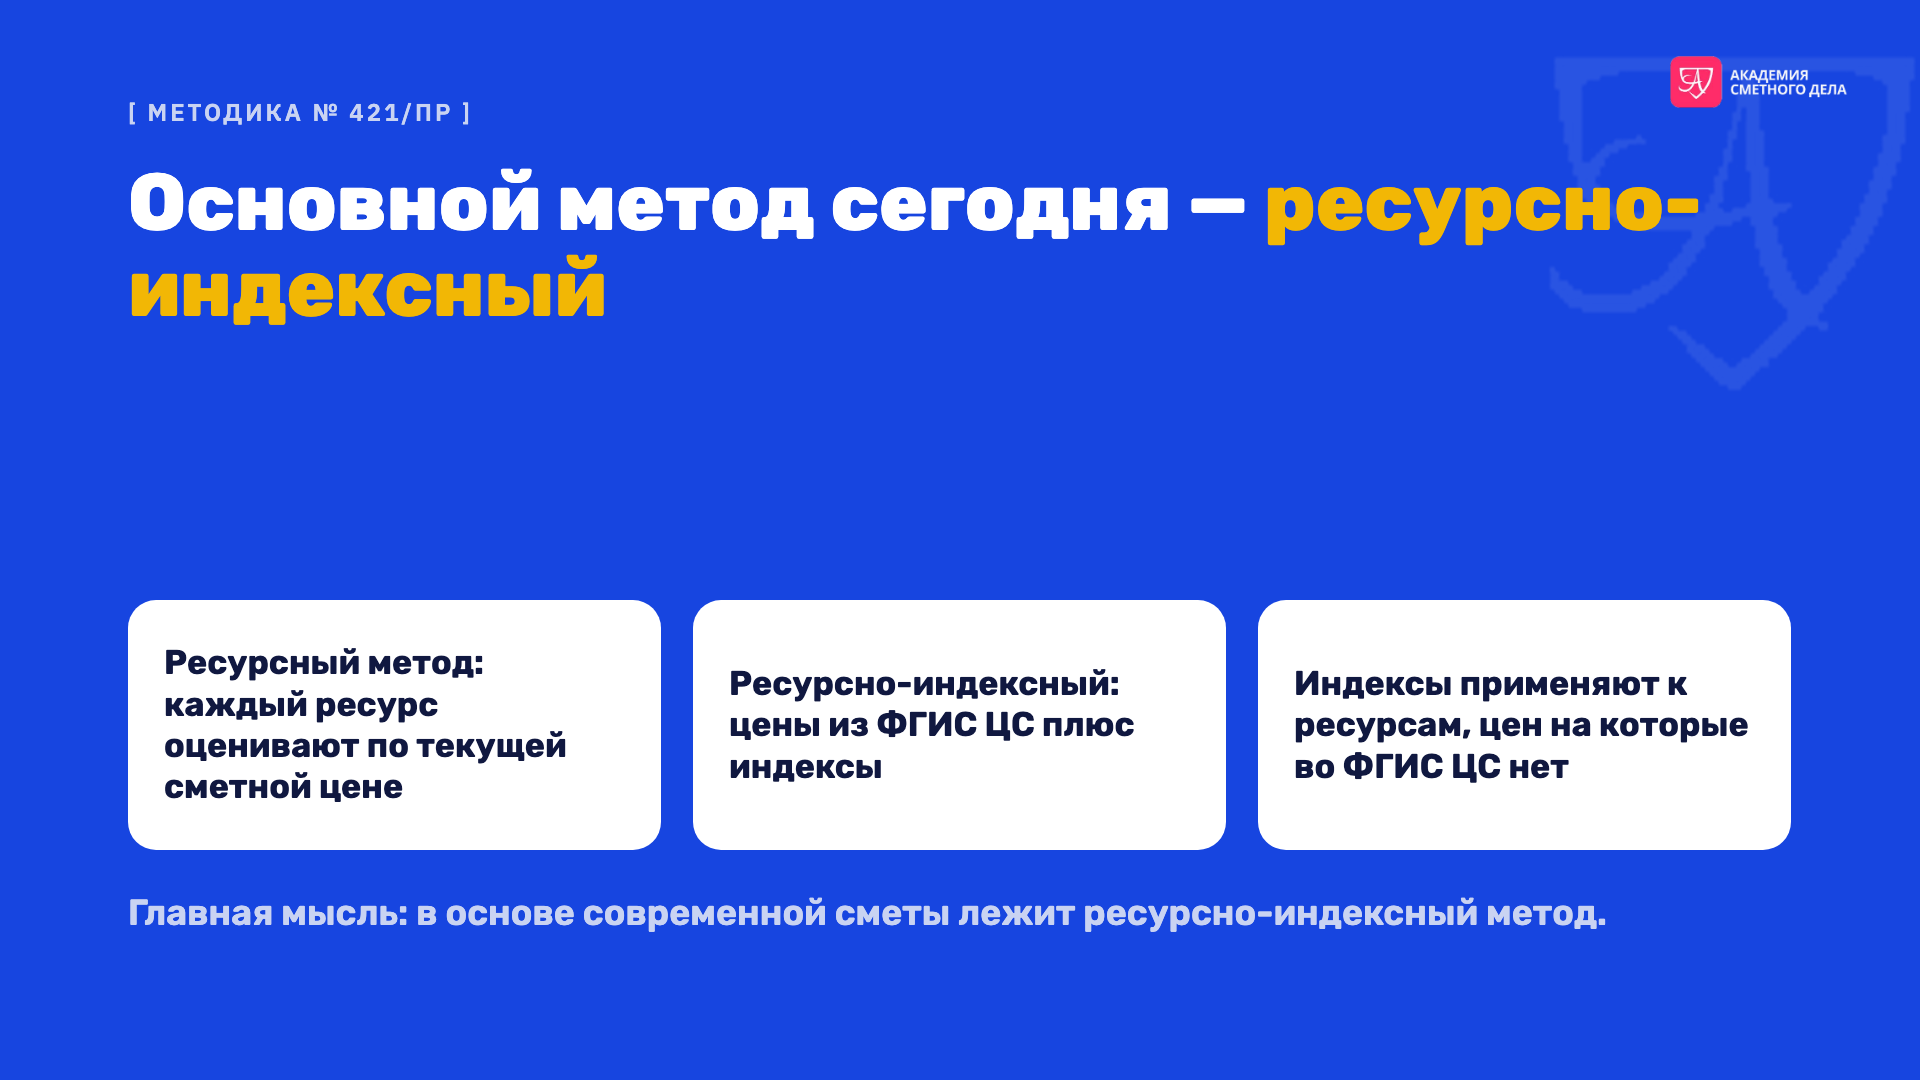 АКАДЕМИЯ
СМЕТНОГО ДЕЛА
[ МЕТОДИКА № 421/ПР ]
Основной метод сегодня — ресурсно-
индексный
Ресурсный метод:
каждый ресурс
оценивают по текущей
сметной цене
Ресурсно-индексный:
цены из ФГИС ЦС плюс
индексы
Индексы применяют к
ресурсам, цен на которые
во ФГИС ЦС нет
Главная мысль: в основе современной сметы лежит ресурсно-индексный метод.